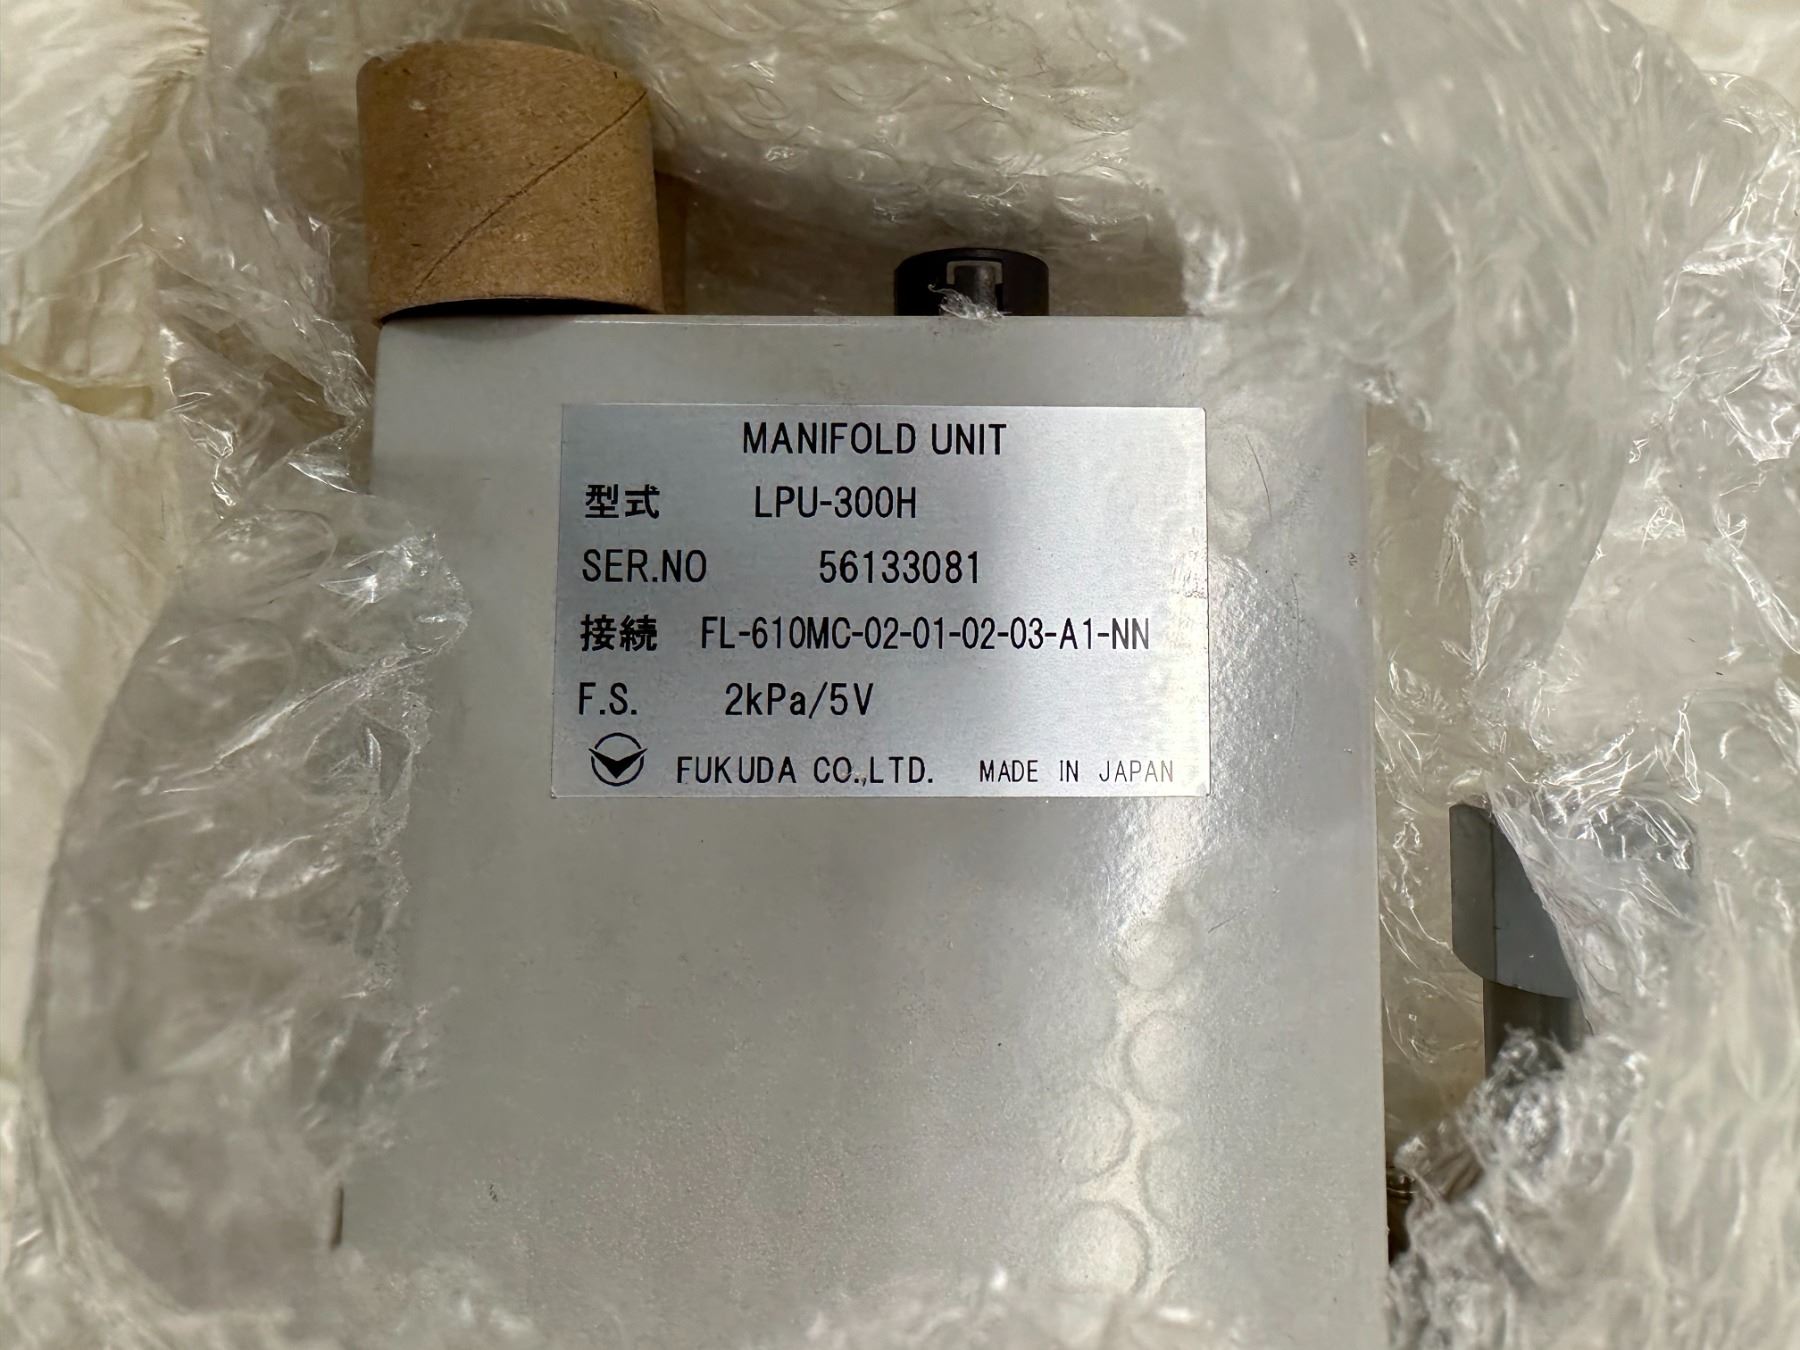 MANIFOLD UNIT
型式 LPU-300H
SER.NO 56133081
接続 FL-610MC-02-01-02-03-A1-NN
F.S. 2kPa/5V
FUKUDA CO.,LTD. MADE IN JAPAN